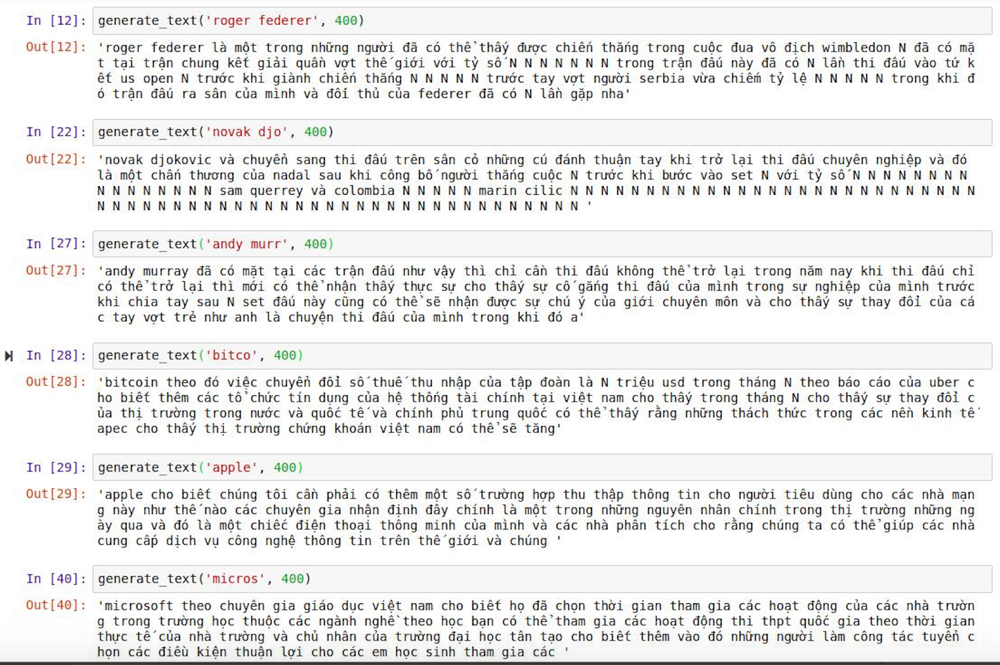 In [12]: generate_text('roger federer', 400)
Out[12]: 'roger federer là một trong những người đã có thể thấy được chiến thắng trong cuộc đua vô địch wimbledon N đã có mặ
t tại trận chung kết giải quần vợt thế giới với tỷ số N N N N N N N trong trận đấu này đã có N lần thi đấu vào tứ k
ết us open N trước khi giành chiến thắng N N N N N trước tay vợt người serbia vừa chiếm tỷ lệ N N N N N trong khi đ
ó trận đấu ra sân của mình và đối thủ của federer đã có N lần gặp nha'
In [22]: generate_text('novak djo', 400)
Out[22]: 'novak djokovic và chuyển sang thi đấu trên sân cỏ những cú đánh thuận tay khi trở lại thi đấu chuyên nghiệp và đó
là một chấn thương của nadal sau khi công bố người thắng cuộc N trước khi bước vào set N với tỷ số N N N N N N N N
N N N N N N N N sam querrey và colombia N N N N N marin cilic N N N N N N N N N N N N N N N N N N N N N N N N N N N
N N N N N N N N N N N N N N N N N N N N N N N N N N N N N N N N '
In [27]: generate_text('andy murr', 400)
Out[27]: 'andy murray đã có mặt tại các trận đấu như vậy thì chỉ cần thi đấu không thể trở lại trong năm nay khi thi đấu chỉ
có thể trở lại thì mới có thể nhận thấy thực sự cho thấy sự cố gắng thi đấu của mình trong sự nghiệp của mình trước
khi chia tay sau N set đấu này cũng có thể sẽ nhận được sự chú ý của giới chuyên môn và cho thấy sự thay đổi của cá
c tay vợt trẻ như anh là chuyện thi đấu của mình trong khi đó a'
In [28]: generate_text('bitco', 400)
Out[28]: 'bitcoin theo đó việc chuyển đổi số thuế thu nhập của tập đoàn là N triệu usd trong tháng N theo báo cáo của uber c
ho biết thêm các tổ chức tín dụng của hệ thống tài chính tại việt nam cho thấy trong tháng N cho thấy sự thay đổi c
ủa thị trường trong nước và quốc tế và chính phủ trung quốc có thể thấy rằng những thách thức trong các nền kinh tế
apec cho thấy thị trường chứng khoán việt nam có thể sẽ tăng'
In [29]: generate_text('apple', 400)
Out[29]: 'apple cho biết chúng tôi cần phải có thêm một số trường hợp thu thập thông tin cho người tiêu dùng cho các nhà mạn
g này như thế nào các chuyên gia nhận định đây chính là một trong những nguyên nhân chính trong thị trường những ng
ày qua và đó là một chiếc điện thoại thông minh của mình và các nhà phân tích cho rằng chúng ta có thể giúp các nhà
cung cấp dịch vụ công nghệ thông tin trên thế giới và chúng '
In [40]: generate_text('micros', 400)
Out[40]: 'microsoft theo chuyên gia giáo dục việt nam cho biết họ đã chọn thời gian tham gia các hoạt động của các nhà trườn
g trong trường học thuộc các ngành nghề theo học bạn có thể tham gia các hoạt động thi thpt quốc gia theo thời gian
thực tế của nhà trường và chủ nhân của trường đại học tân tạo cho biết thêm vào đó những người làm công tác tuyển c
họn các điều kiện thuận lợi cho các em học sinh tham gia các '